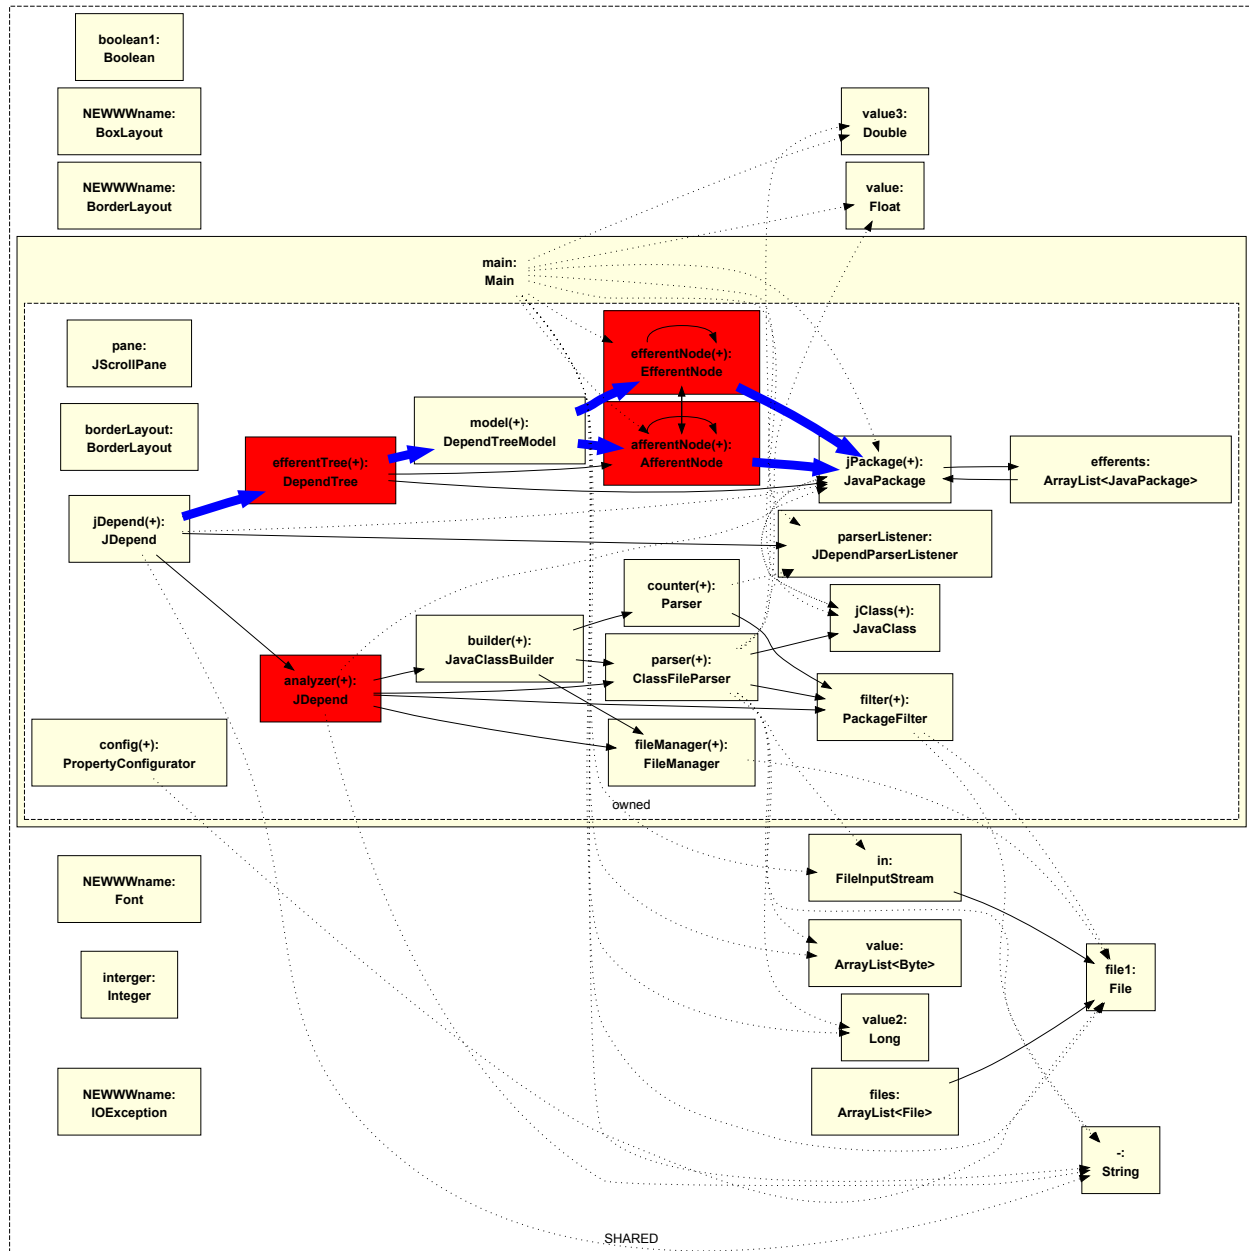 boolean1:
Boolean
NEWWWname:
BoxLayout
value3:
Double
NEWWWname:
BorderLayout
value:
Float
main:
Main
pane:
JScrollPane
efferentNode(+):
EfferentNode
borderLayout:
BorderLayout
model(+):
DependTreeModel
afferentNode(+):
AfferentNode
efferentTree(+):
DependTree
jPackage(+):
JavaPackage
efferents:
ArrayList<JavaPackage>
jDepend(+):
JDepend
parserListener:
JDependParserListener
counter(+):
Parser
jClass(+):
JavaClass
builder(+):
JavaClassBuilder
parser(+):
ClassFileParser
analyzer(+):
JDepend
filter(+):
PackageFilter
config(+):
PropertyConfigurator
fileManager(+):
FileManager
owned
in:
FileInputStream
NEWWWname:
Font
value:
ArrayList<Byte>
file1:
File
interger:
Integer
value2:
Long
NEWWWname:
IOException
files:
ArrayList<File>
-:
String
SHARED